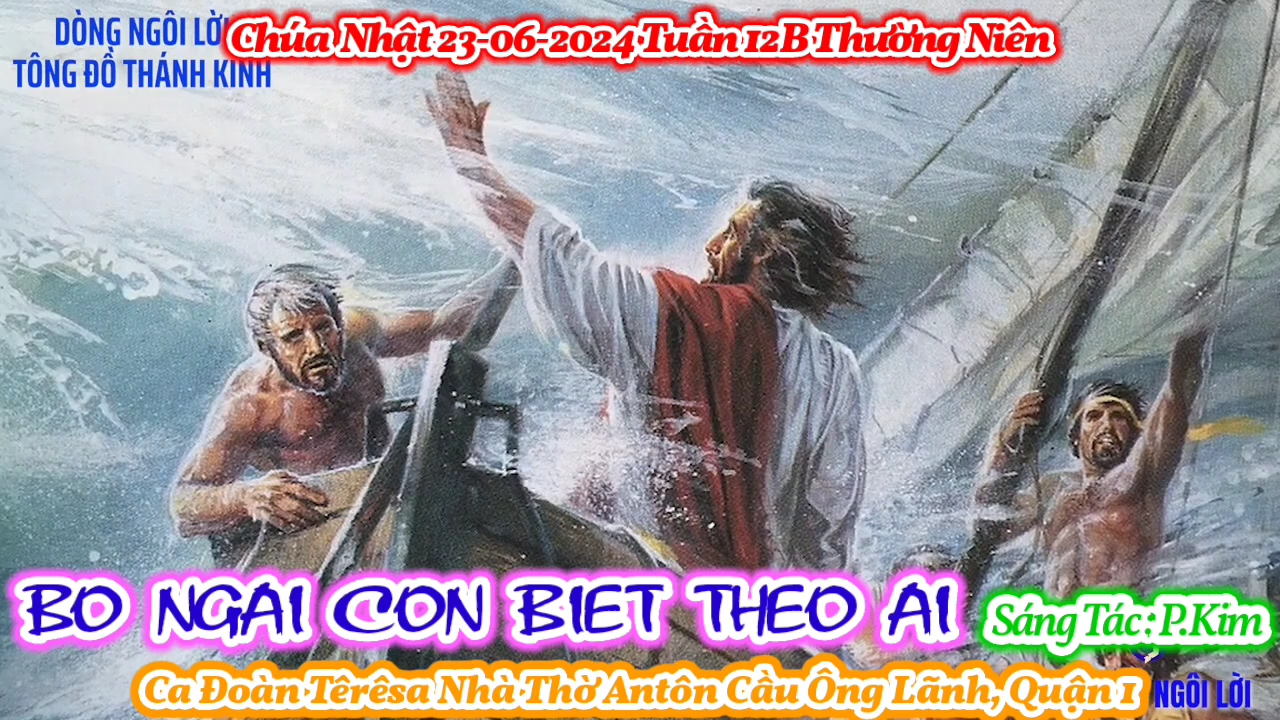 DÒNG NGÔI LỜI
TÔNG ĐỒ THÁNH KINH
Chúa Nhật 23-06-2024 Tuần 12B Thường Niên
BO NGAI CON BIET THEO AI
Sáng Tác : P.Kim
Ca Đoàn Têrêsa Nhà Thờ Antôn Cầu Ông Lãnh, Quận 1
NGÔI LỜI